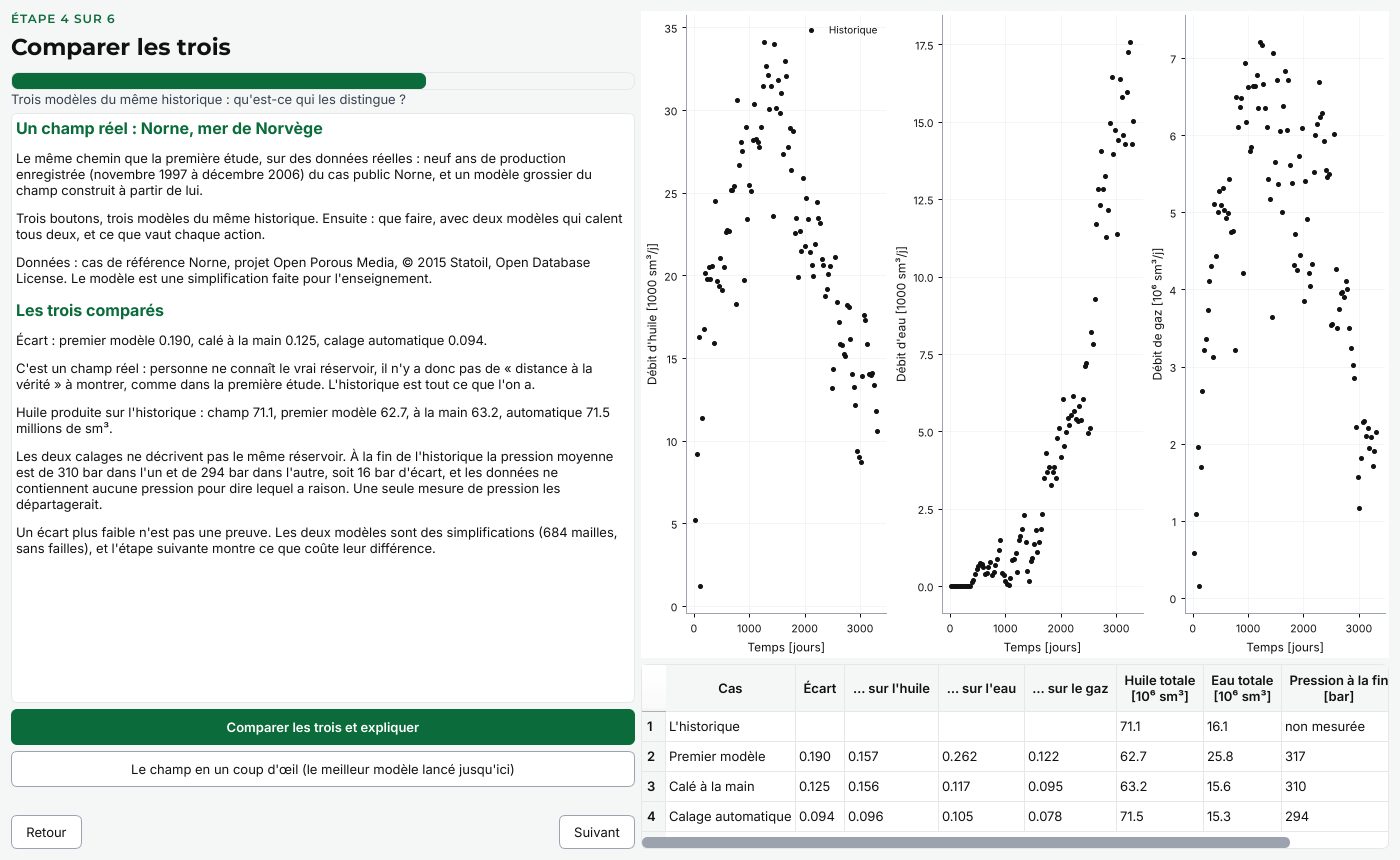 ÉTAPE 4 SUR 6
Comparer les trois
Trois modèles du même historique : qu'est-ce qui les distingue ?
Un champ réel : Norne, mer de Norvège
Le même chemin que la première étude, sur des données réelles : neuf ans de production
enregistrée (novembre 1997 à décembre 2006) du cas public Norne, et un modèle grossier du
champ construit à partir de lui.
Trois boutons, trois modèles du même historique. Ensuite : que faire, avec deux modèles qui calent
tous deux, et ce que vaut chaque action.
Données : cas de référence Norne, projet Open Porous Media, © 2015 Statoil, Open Database
License. Le modèle est une simplification faite pour l'enseignement.
Les trois comparés
Écart : premier modèle 0.190, calé à la main 0.125, calage automatique 0.094.
C'est un champ réel : personne ne connaît le vrai réservoir, il n'y a donc pas de « distance à la
vérité » à montrer, comme dans la première étude. L'historique est tout ce que l'on a.
Huile produite sur l'historique : champ 71.1, premier modèle 62.7, à la main 63.2, automatique 71.5
millions de sm³.
Les deux calages ne décrivent pas le même réservoir. À la fin de l'historique la pression moyenne
est de 310 bar dans l'un et de 294 bar dans l'autre, soit 16 bar d'écart, et les données ne
contiennent aucune pression pour dire lequel a raison. Une seule mesure de pression les
départagerait.
Un écart plus faible n'est pas une preuve. Les deux modèles sont des simplifications (684 mailles,
sans failles), et l'étape suivante montre ce que coûte leur différence.
Comparer les trois et expliquer
Le champ en un coup d'œil (le meilleur modèle lancé jusqu'ici)
Retour
Suivant
Historique
Débit d'huile [1000 sm³/j]
35
30
25
20
15
10
5
0
0 1000 2000 3000
Temps [jours]
Débit d'eau [1000 sm³/j]
17.5
15.0
12.5
10.0
7.5
5.0
2.5
0.0
0 1000 2000 3000
Temps [jours]
Débit de gaz [10⁶ sm³/j]
7
6
5
4
3
2
1
0
0 1000 2000 3000
Temps [jours]
Cas Écart ... sur l'huile ... sur l'eau ... sur le gaz Huile totale [10⁶ sm³] Eau totale [10⁶ sm³] Pression à la fin [bar]
1 L'historique 71.1 16.1 non mesurée
2 Premier modèle 0.190 0.157 0.262 0.122 62.7 25.8 317
3 Calé à la main 0.125 0.156 0.117 0.095 63.2 15.6 310
4 Calage automatique 0.094 0.096 0.105 0.078 71.5 15.3 294